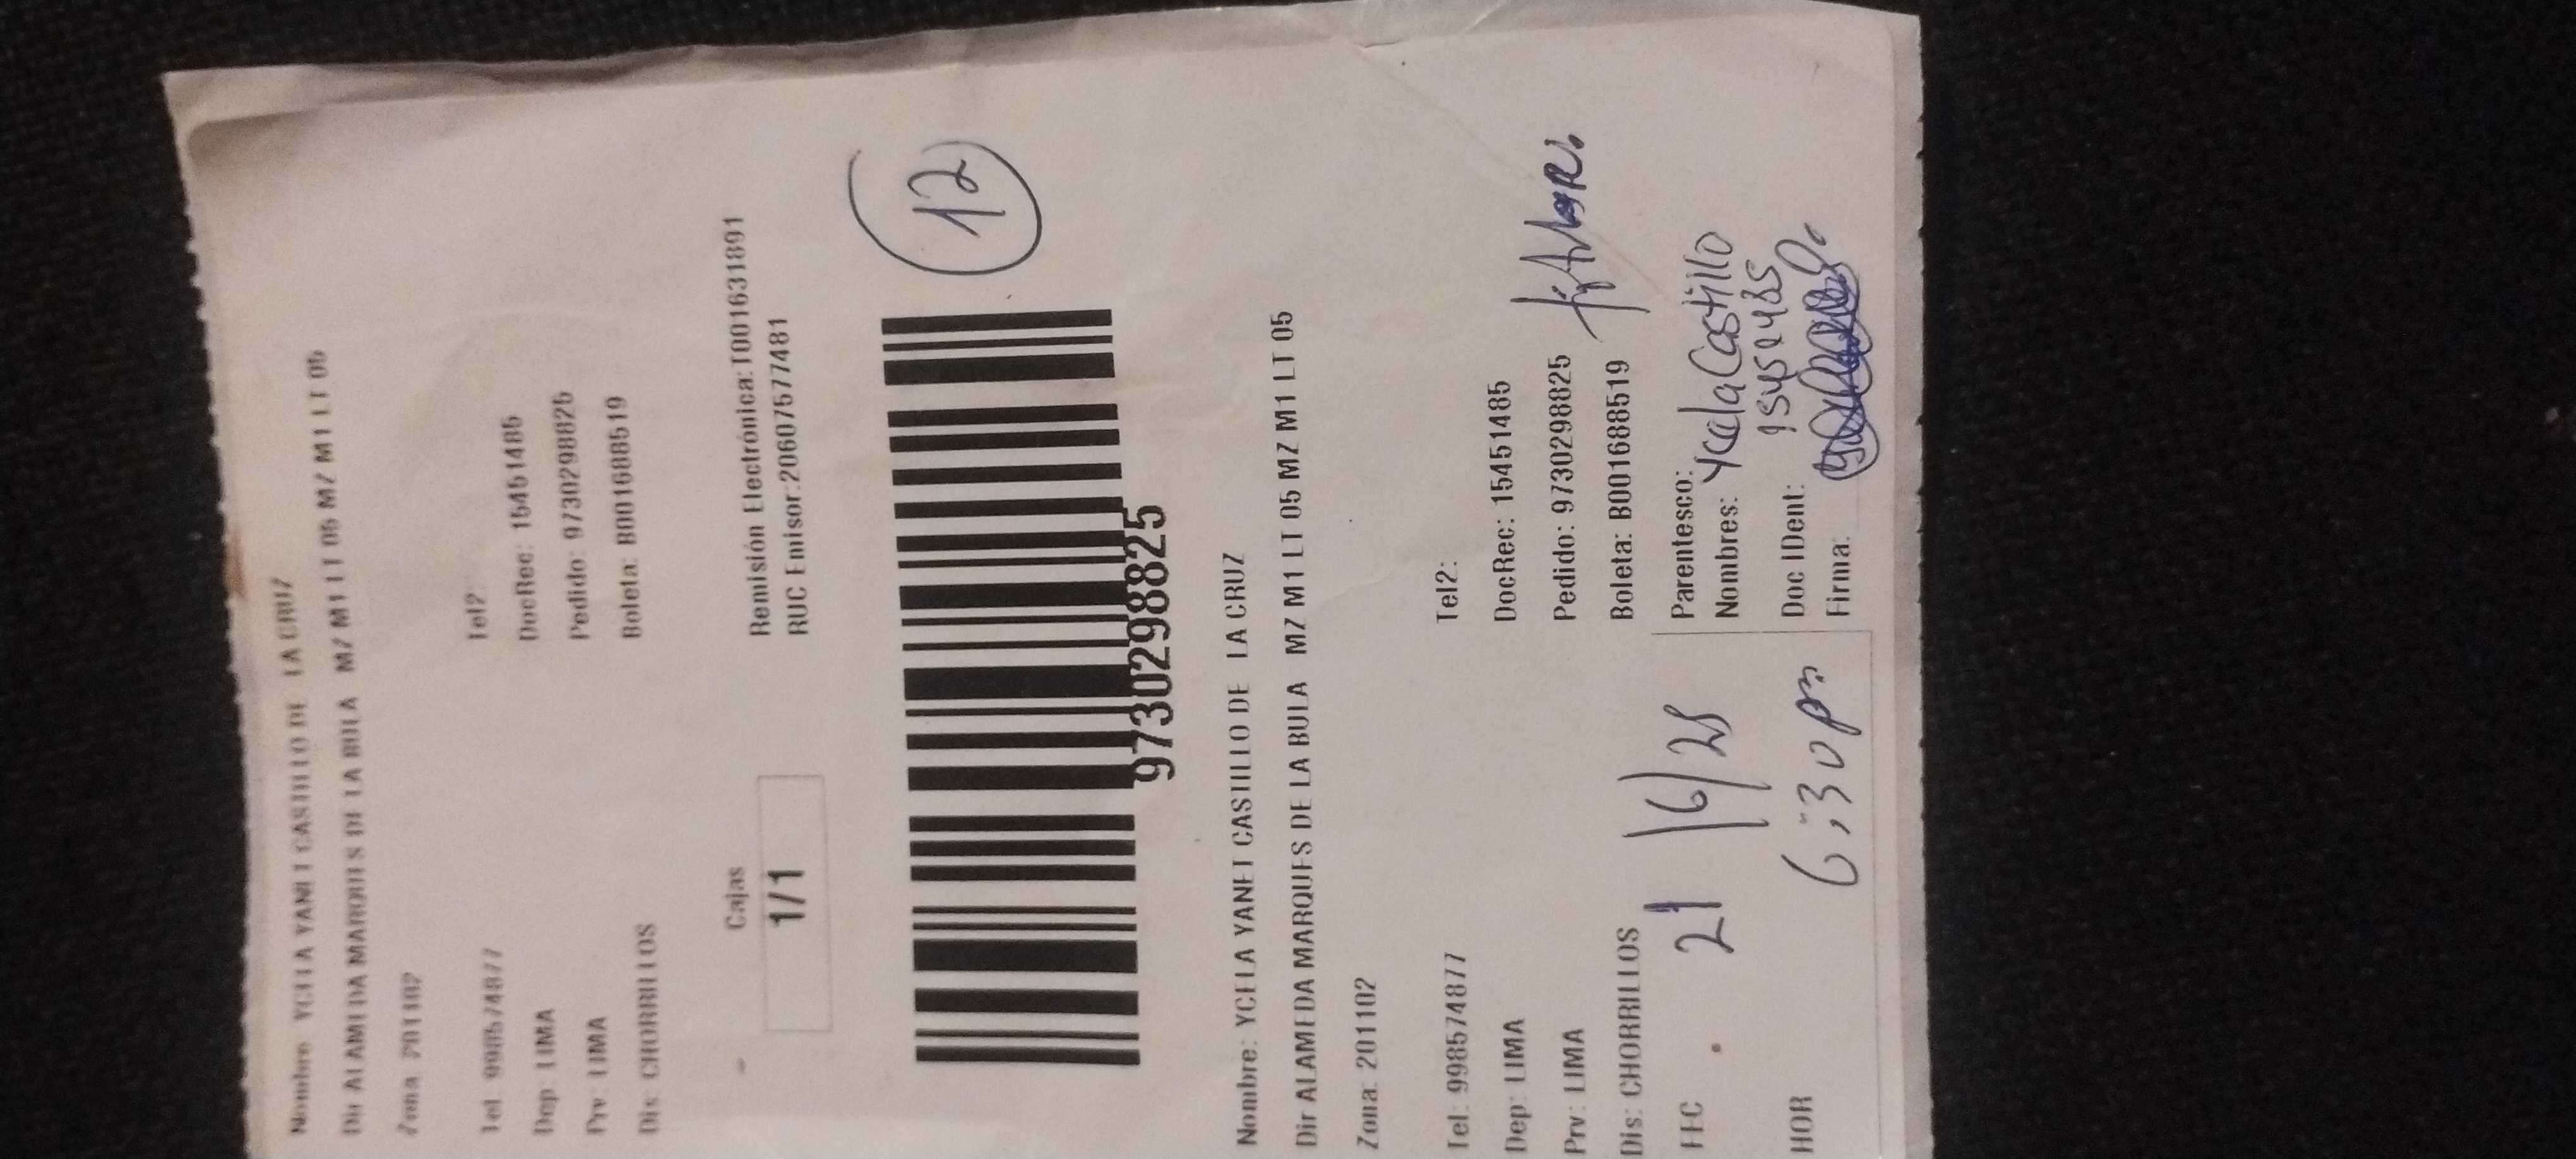 Nombre YCELA YANET CASTILLO DE LA CRUZ
Dir ALAMEDA MARQUES DE LA BULA MZ M1 LT 05 MZ M1 LT 05
Zona 201102
Tel 998574877 Tel2:
Dep LIMA DocRec: 15451485
Prv: LIMA Pedido: 9730298825
Dis: CHORRILLOS Boleta: B001688519
Cajas
1/1
Remisión Electrónica:T001631891
RUC Emisor:20607577481
12
9730298825
Nombre: YCELA YANET CASTILLO DE LA CRUZ
Dir ALAMEDA MARQUES DE LA BULA MZ M1 LT 05 MZ M1 LT 05
Zona: 201102
Tel: 998574877 Tel2:
Dep: LIMA DocRec: 15451485
Prv: LIMA Pedido: 9730298825
Dis: CHORRILLOS Boleta: B001688519
FEC 21/6/25
HOR 6:30 pm
Parentesco:
Nombres: Ycela Castillo
Doc IDent:
Firma: